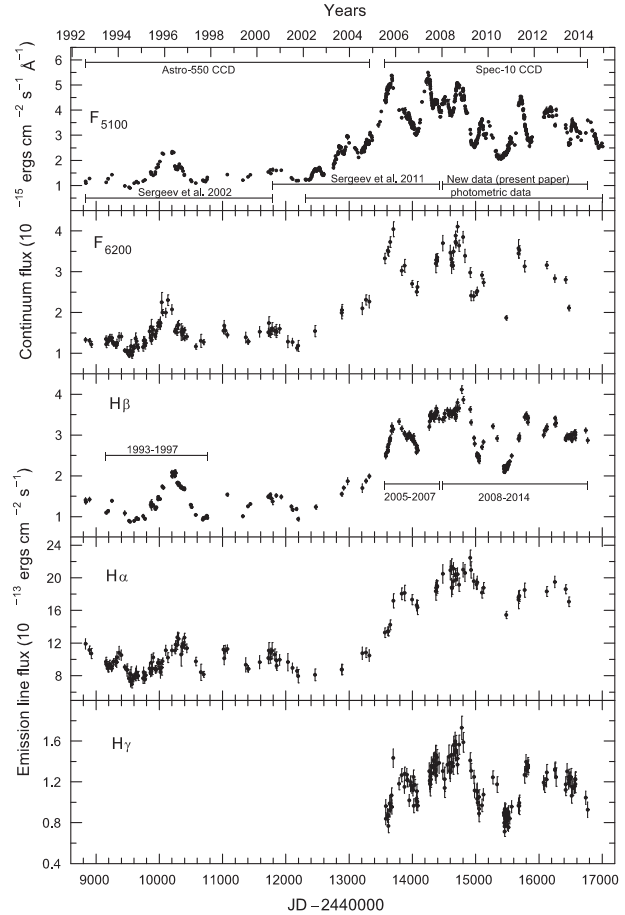 Years
1992 1994 1996 1998 2000 2002 2004 2006 2008 2010 2012 2014
Astro-550 CCD
Spec-10 CCD
F5100
6
5
4
3
2
1
Sergeev et al. 2011
New data (present paper)
Sergeev et al. 2002
photometric data
Continuum flux (10 −15 ergs cm −2 s−1 Å−1)
F6200
4
3
2
1
Hβ
4
3
2
1
1993-1997
2005-2007
2008-2014
Emission line flux (10 −13 ergs cm −2 s−1)
Hα
24
20
16
12
8
4
Hγ
1.6
1.2
0.8
0.4
9000 10000 11000 12000 13000 14000 15000 16000 17000
JD −2440000